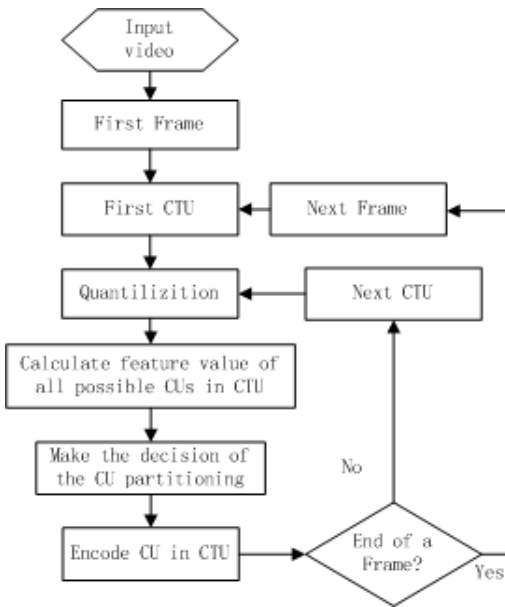 Input
video
First Frame
First CTU
Next Frame
Quantilizition
Next CTU
Calculate feature value of
all possible CUs in CTU
Make the decision of
the CU partitioning
No
Encode CU in CTU
End of a
Frame?
Yes